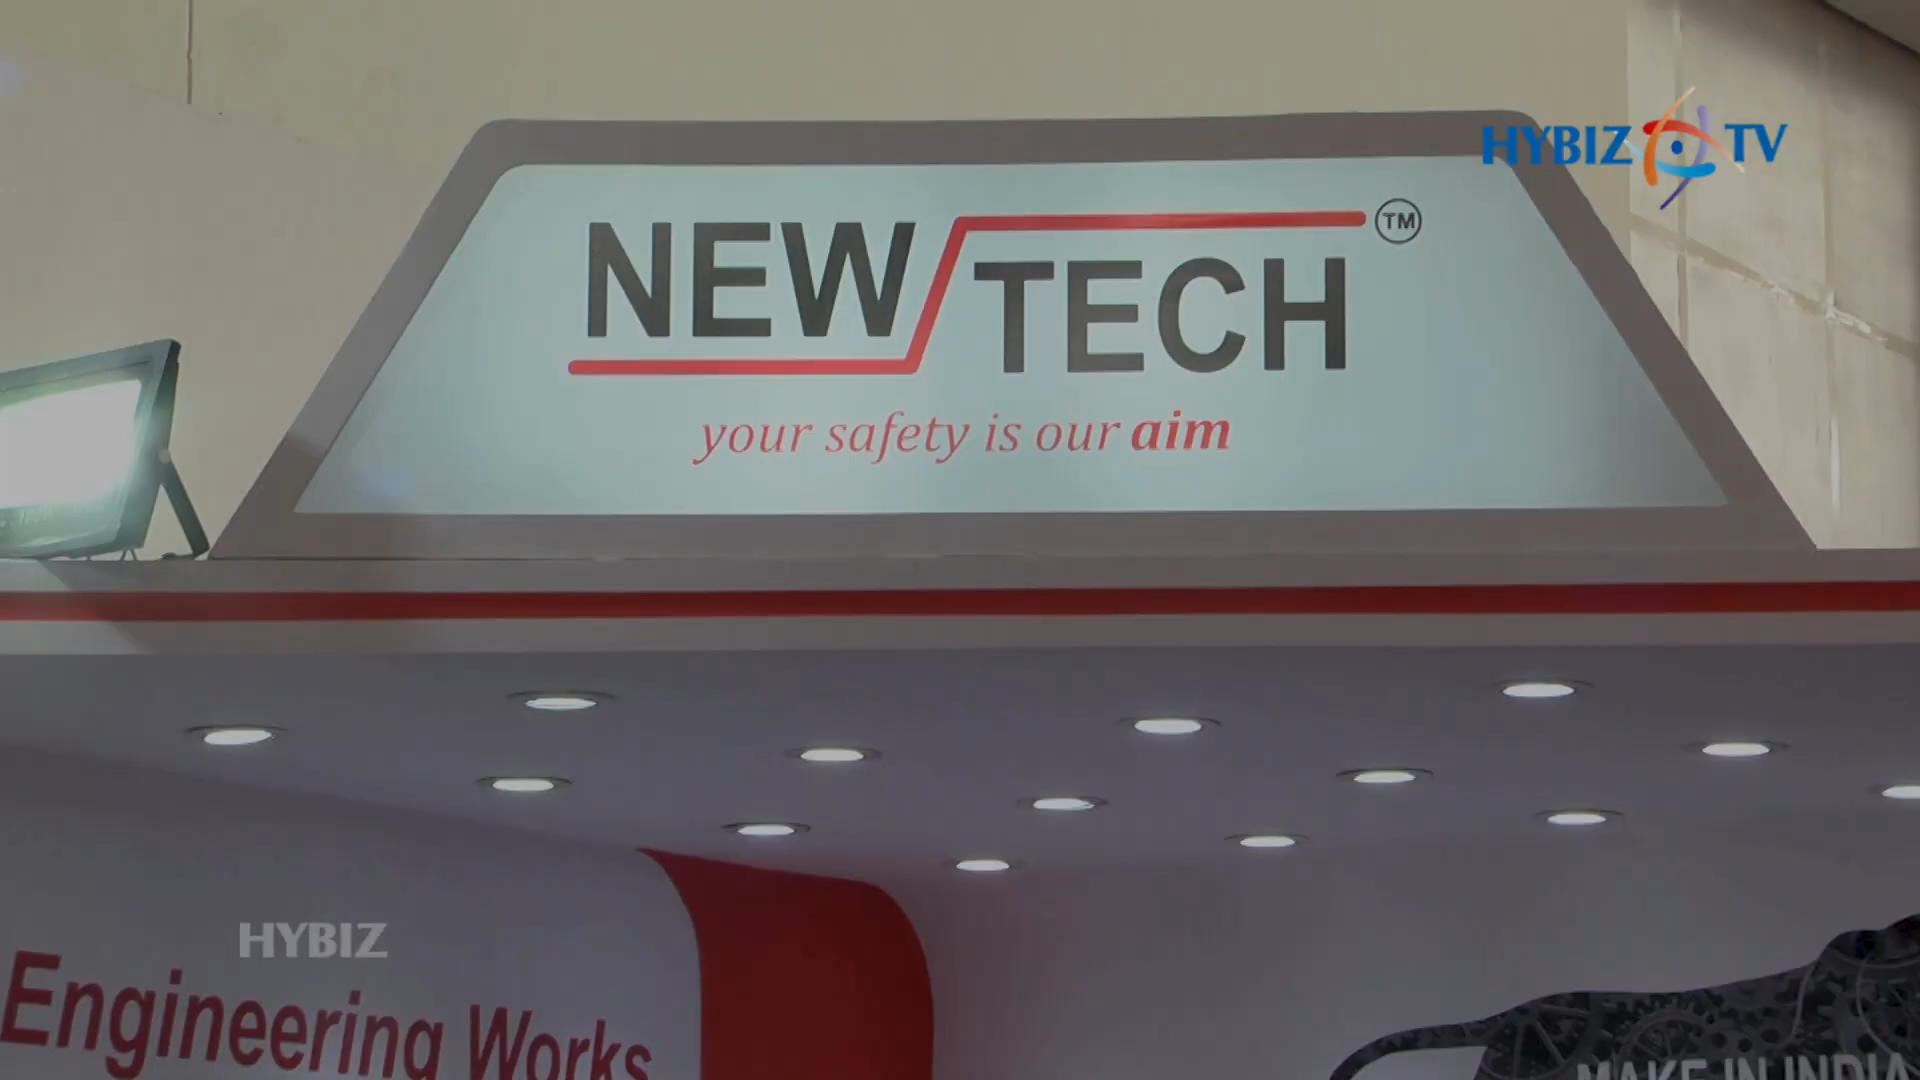 HYBIZ TV
NEW TECH TM
your safety is our aim
HYBIZ
Engineering Works
MAKE IN INDIA